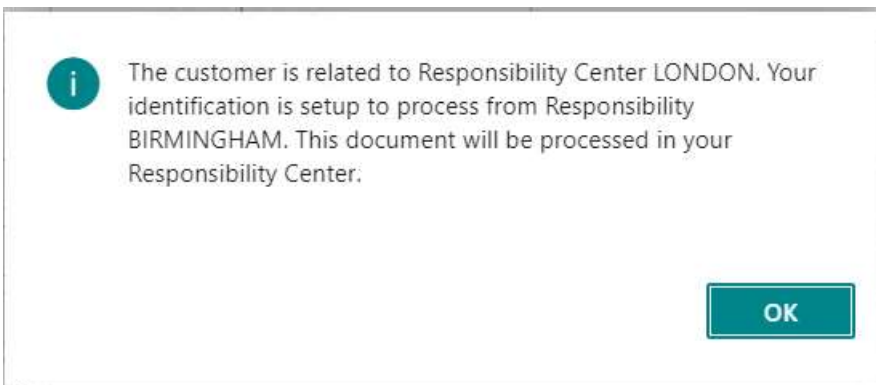 i
The customer is related to Responsibility Center LONDON. Your
identification is setup to process from Responsibility
BIRMINGHAM. This document will be processed in your
Responsibility Center.
OK